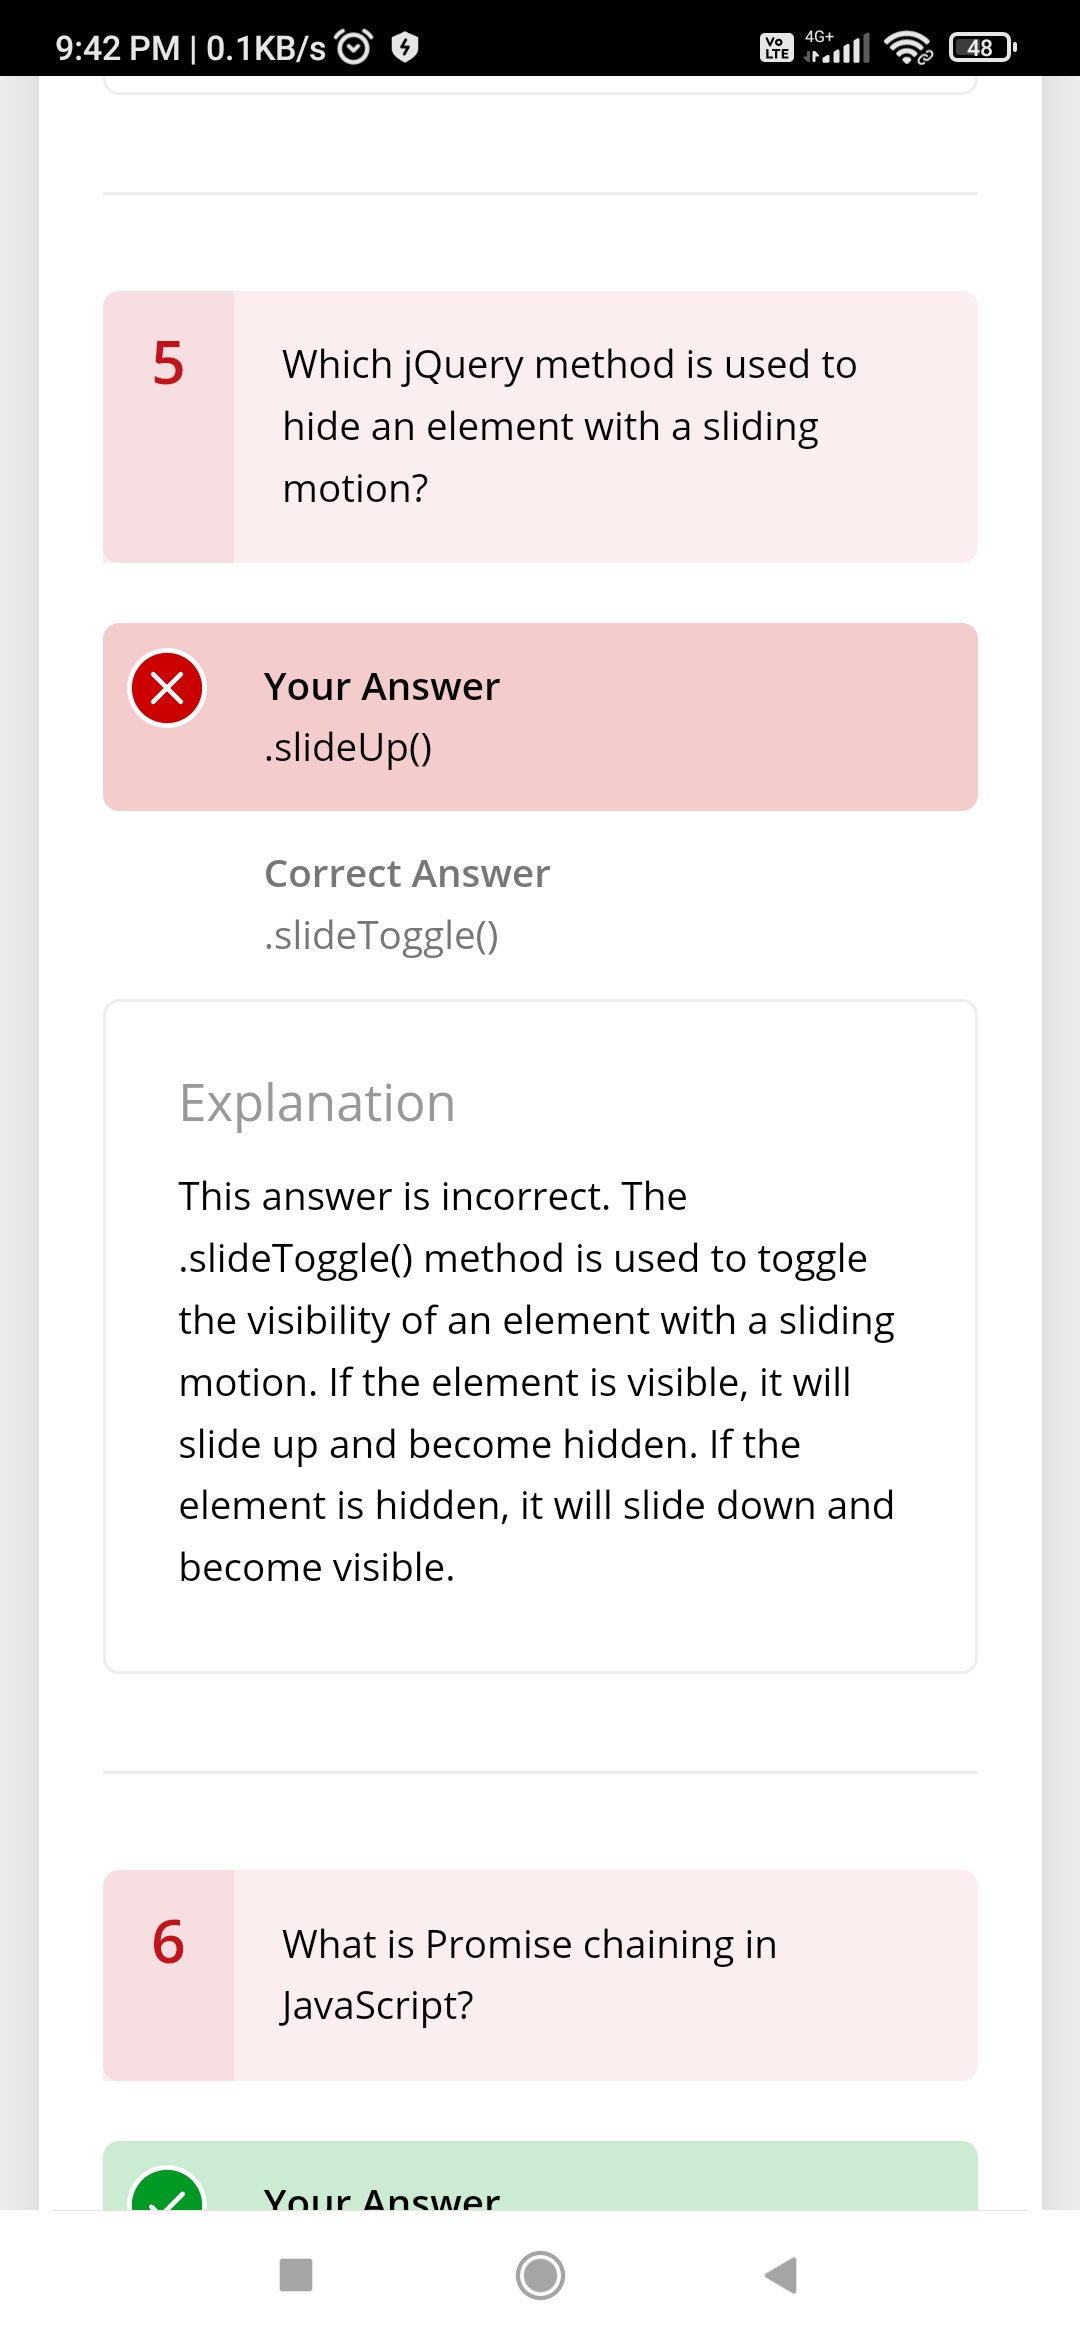 9:42 PM | 0.1KB/s
Vo LTE 4G+ 48
5
Which jQuery method is used to
hide an element with a sliding
motion?
Your Answer
.slideUp()
Correct Answer
.slideToggle()
Explanation
This answer is incorrect. The
.slideToggle() method is used to toggle
the visibility of an element with a sliding
motion. If the element is visible, it will
slide up and become hidden. If the
element is hidden, it will slide down and
become visible.
6
What is Promise chaining in
JavaScript?
Your Answer